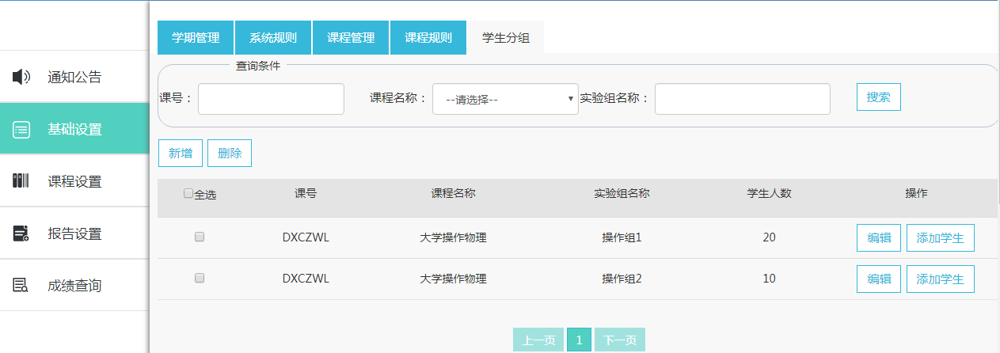 通知公告
基础设置
课程设置
报告设置
成绩查询
学期管理 系统规则 课程管理 课程规则 学生分组
查询条件
课号： 课程名称： --请选择-- 实验组名称： 搜索
新增 删除
全选 课号 课程名称 实验组名称 学生人数 操作
DXCZWL 大学操作物理 操作组1 20 编辑 添加学生
DXCZWL 大学操作物理 操作组2 10 编辑 添加学生
上一页 1 下一页